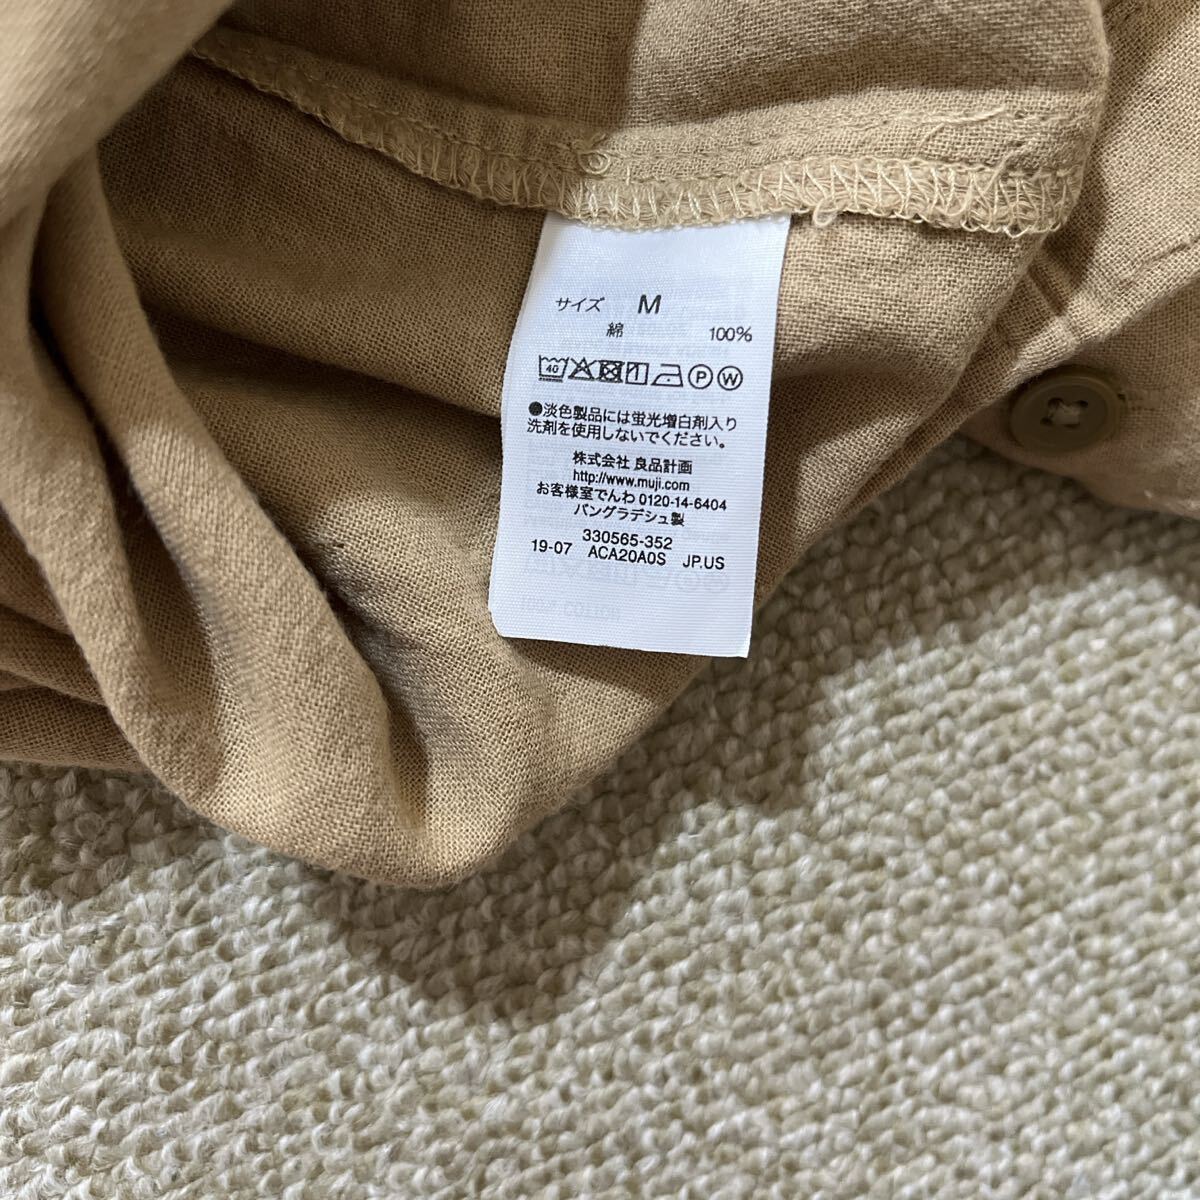 サイズ M
綿 100%
40 P W
●淡色製品には蛍光増白剤入り
洗剤を使用しないでください。
株式会社 良品計画
http://www.muji.com
お客様室でんわ 0120-14-6404
バングラデシュ製
330565-352
19-07 ACA20A0S JP.US